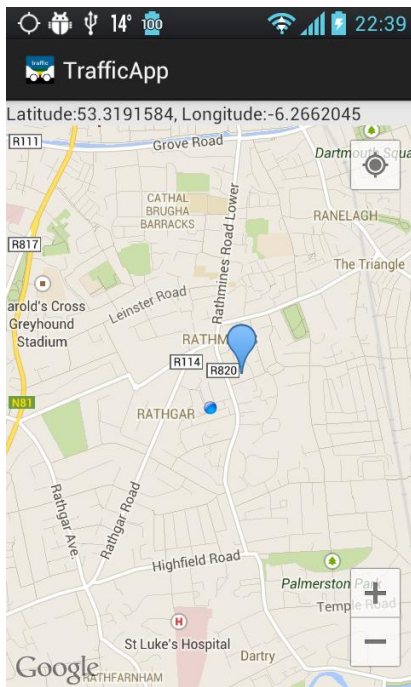 14° 100 22:39
traffic
TrafficApp
Latitude:53.3191584, Longitude:-6.2662045
R111
Grove Road
Dartmouth Squa
CATHAL
BRUGHA
BARRACKS
Rathmines Road Lower
RANELAGH
R817
The Triangle
Leinster Road
arold's Cross
Greyhound
Stadium
RATHM
S
R114
R820
N81
RATHGAR
Rathgar Ave.
Rathgar Road
Highfield Road
Palmerston Park
Temple Road
H
St Luke's Hospital
Dartry
Google
RATHFARNHAM